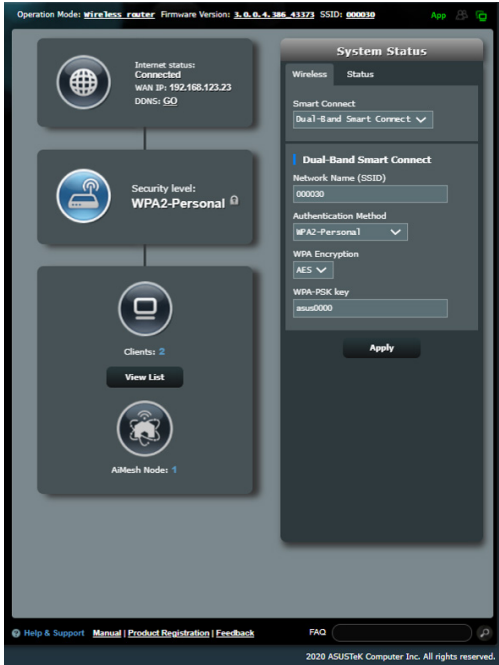 Operation Mode: Wireless router Firmware Version: 3.0.0.4.386_43373 SSID: 000030 App
System Status
Internet status:
Connected
WAN IP: 192.168.123.23
DDNS: GO
Security level:
WPA2-Personal
Clients: 2
View List
AiMesh Node: 1
Wireless Status
Smart Connect
Dual-Band Smart Connect
Dual-Band Smart Connect
Network Name (SSID)
000030
Authentication Method
WPA2-Personal
WPA Encryption
AES
WPA-PSK key
asus0000
Apply
Help & Support Manual | Product Registration | Feedback FAQ
2020 ASUSTeK Computer Inc. All rights reserved.